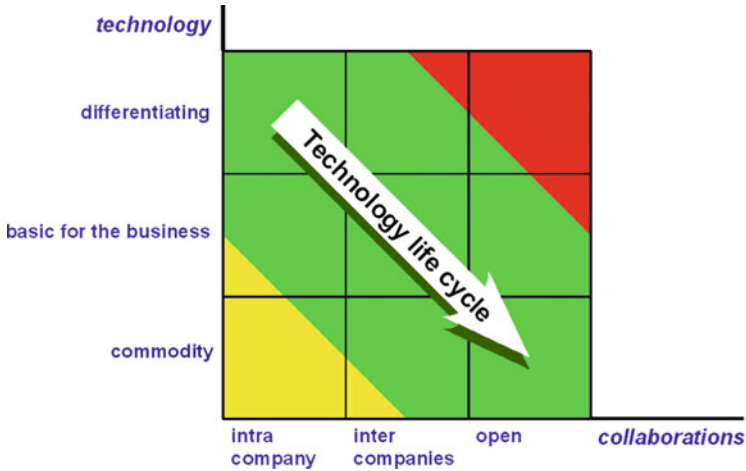 technology
differentiating
basic for the business
commodity
Technology life cycle
intra
company
inter
companies
open
collaborations